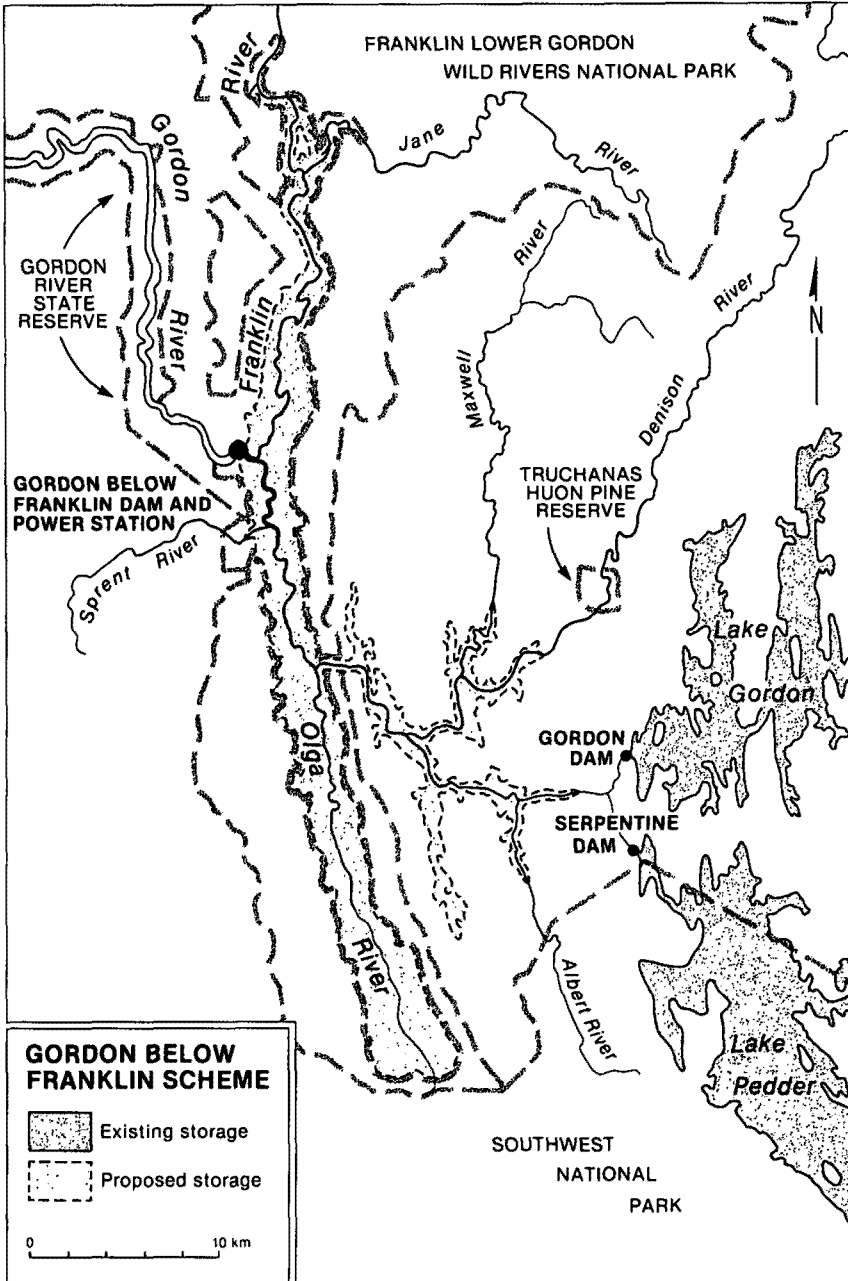 FRANKLIN LOWER GORDON
WILD RIVERS NATIONAL PARK
River
Gordon
River
Jane
River
River
River
GORDON
RIVER
STATE
RESERVE
Franklin
Maxwell
Denison
N
TRUCHANAS
HUON PINE
RESERVE
GORDON BELOW
FRANKLIN DAM AND
POWER STATION
Sprent River
Lake
Gordon
Olga
River
GORDON
DAM
SERPENTINE
DAM
Albert River
Lake
Pedder
GORDON BELOW
FRANKLIN SCHEME
Existing storage
Proposed storage
0 10 km
SOUTHWEST
NATIONAL
PARK